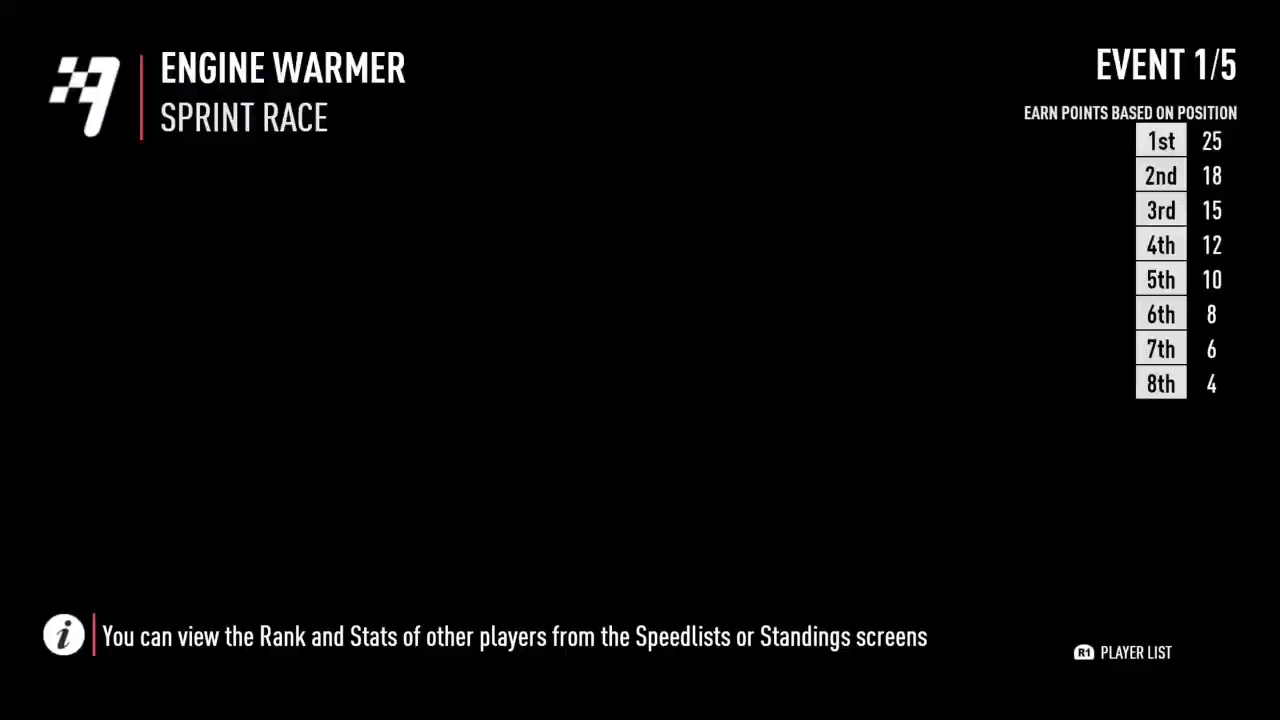 ENGINE WARMER
SPRINT RACE
EVENT 1/5
EARN POINTS BASED ON POSITION
1st 25
2nd 18
3rd 15
4th 12
5th 10
6th 8
7th 6
8th 4
i You can view the Rank and Stats of other players from the Speedlists or Standings screens
R1 PLAYER LIST